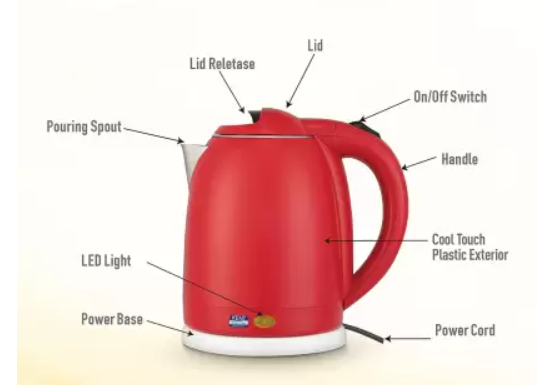 Lid
Lid Reletase
On/Off Switch
Pouring Spout
Handle
Cool Touch
Plastic Exterior
LED Light
Power Base
Power Cord